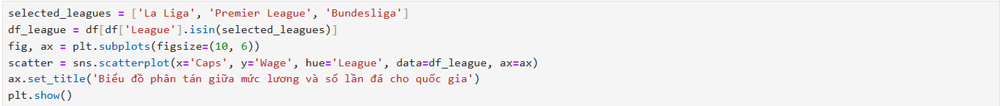 selected_leagues = ['La Liga', 'Premier League', 'Bundesliga']
df_league = df[df['League'].isin(selected_leagues)]
fig, ax = plt.subplots(figsize=(10, 6))
scatter = sns.scatterplot(x='Caps', y='Wage', hue='League', data=df_league, ax=ax)
ax.set_title('Biểu đồ phân tán giữa mức lương và số lần đá cho quốc gia')
plt.show()